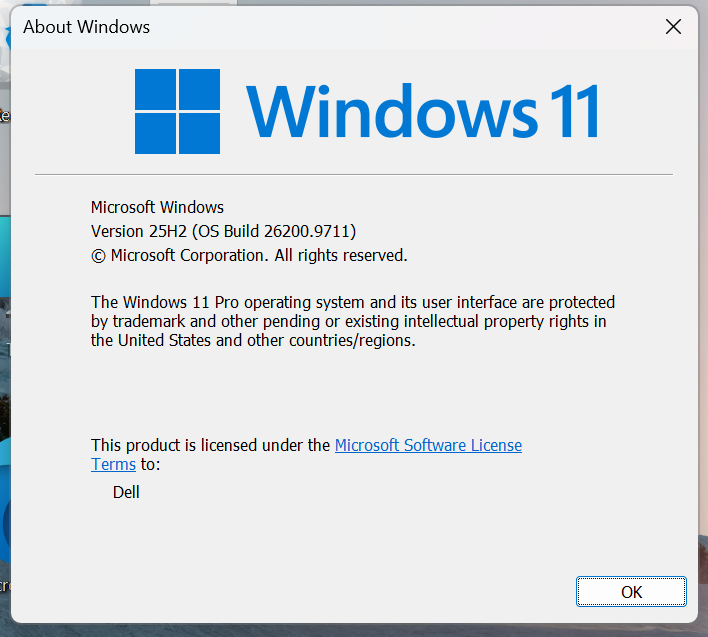 About Windows
Windows 11
Microsoft Windows
Version 25H2 (OS Build 26200.9711)
© Microsoft Corporation. All rights reserved.
The Windows 11 Pro operating system and its user interface are protected
by trademark and other pending or existing intellectual property rights in
the United States and other countries/regions.
This product is licensed under the Microsoft Software License
Terms to:
Dell
OK